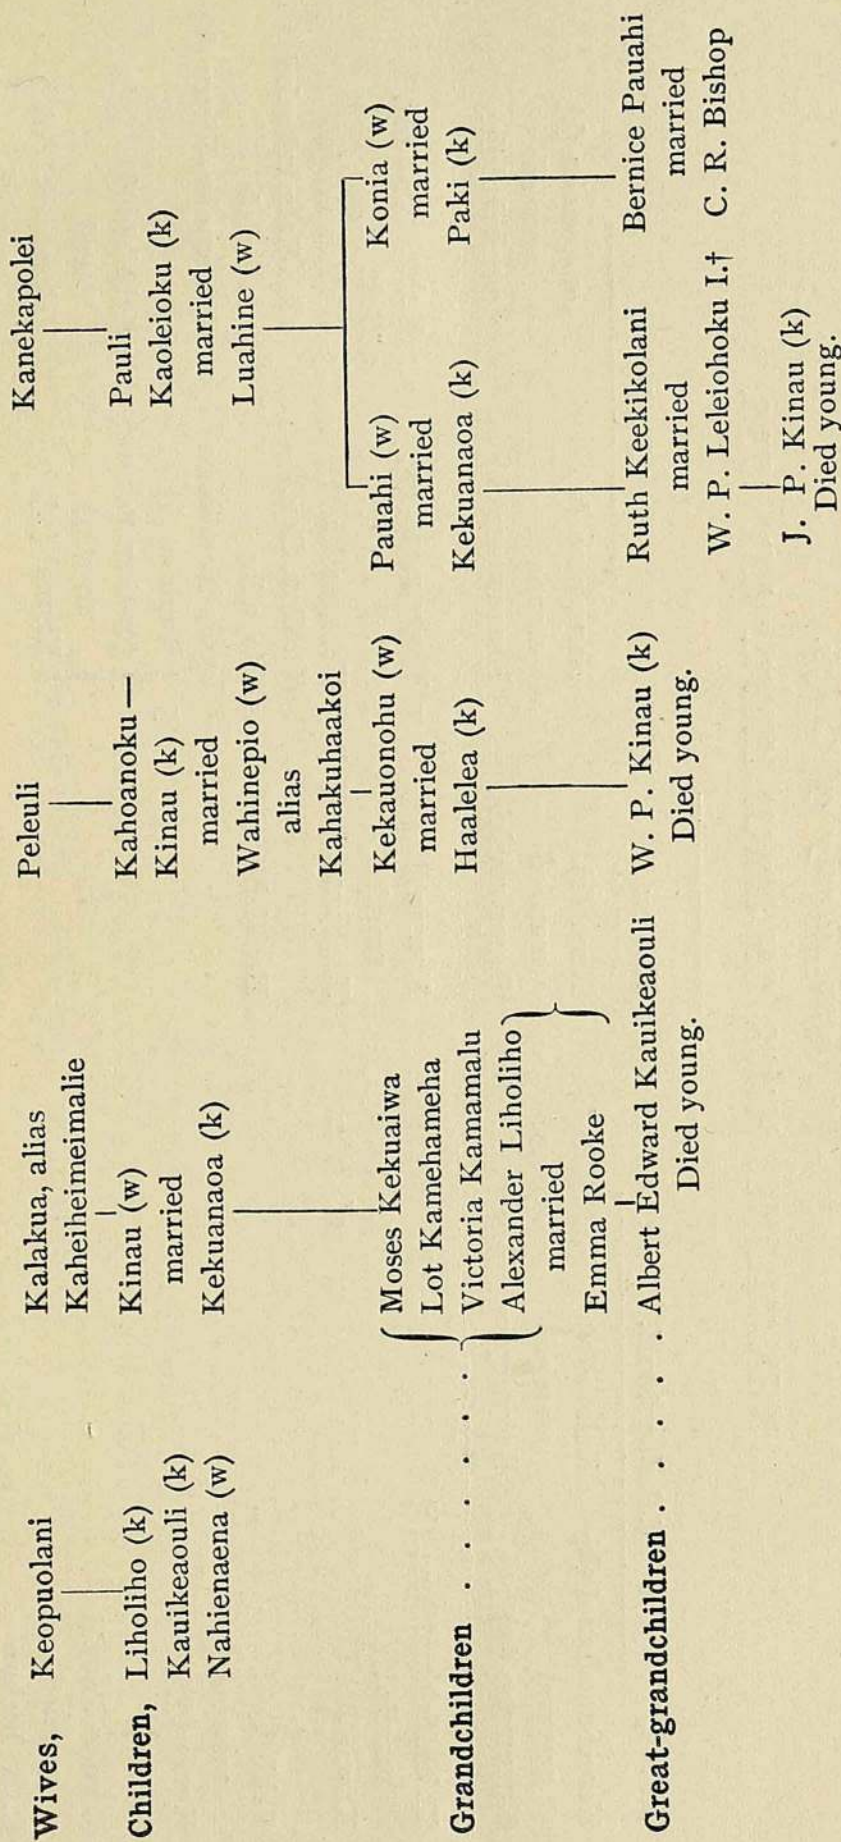 Wives,
Keopuolani
Kalakua, alias
Kaheiheimeimalie
Peleuli
Kanekapolei
Children,
Liholiho (k)
Kauikeaouli (k)
Nahienaena (w)
Kinau (w)
married
Kekuanaoa (k)
Kahoanoku—
Kinau (k)
married
Wahinepio (w)
alias
Kahakuhaakoi
Pauli
Kaoleioku (k)
married
Luahine (w)
Grandchildren . . . . . . .
Moses Kekuaiwa
Lot Kamehameha
Victoria Kamamalu
Alexander Liholiho
married
Emma Rooke
Kekauonohu (w)
married
Haalelea (k)
Pauahi (w)
married
Kekuanaoa (k)
Konia (w)
married
Paki (k)
Great-grandchildren . . . . .
Albert Edward Kauikeaouli
Died young.
W. P. Kinau (k)
Died young.
Ruth Keekikolani
married
W. P. Leleiohoku I.†
J. P. Kinau (k)
Died young.
Bernice Pauahi
married
C. R. Bishop